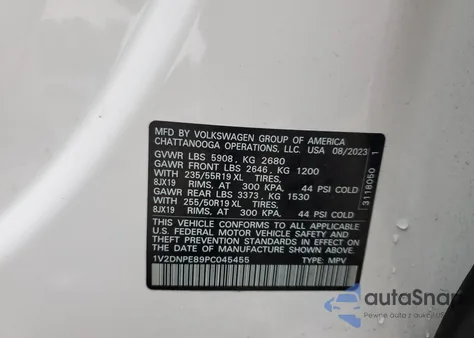 MFD BY VOLKSWAGEN GROUP OF AMERICA
CHATTANOOGA OPERATIONS, LLC. USA 08/2023
GVWR LBS 5908, KG 2680
GAWR FRONT LBS 2646, KG 1200
WITH 235/55R19 XL TIRES,
8JX19 RIMS, AT 300 KPA, 44 PSI COLD
GAWR REAR LBS 3373, KG 1530
WITH 255/50R19 XL TIRES,
8JX19 RIMS, AT 300 KPA, 44 PSI COLD
THIS VEHICLE CONFORMS TO ALL APPLICABLE
U.S. FEDERAL MOTOR VEHICLE SAFETY
STANDARDS IN EFFECT ON THE
DATE OF MANUFACTURE SHOWN ABOVE.
1V2DNPE89PC045455 TYPE: MPV
3118050 1
autoSnap
Pewne auta z aukcji